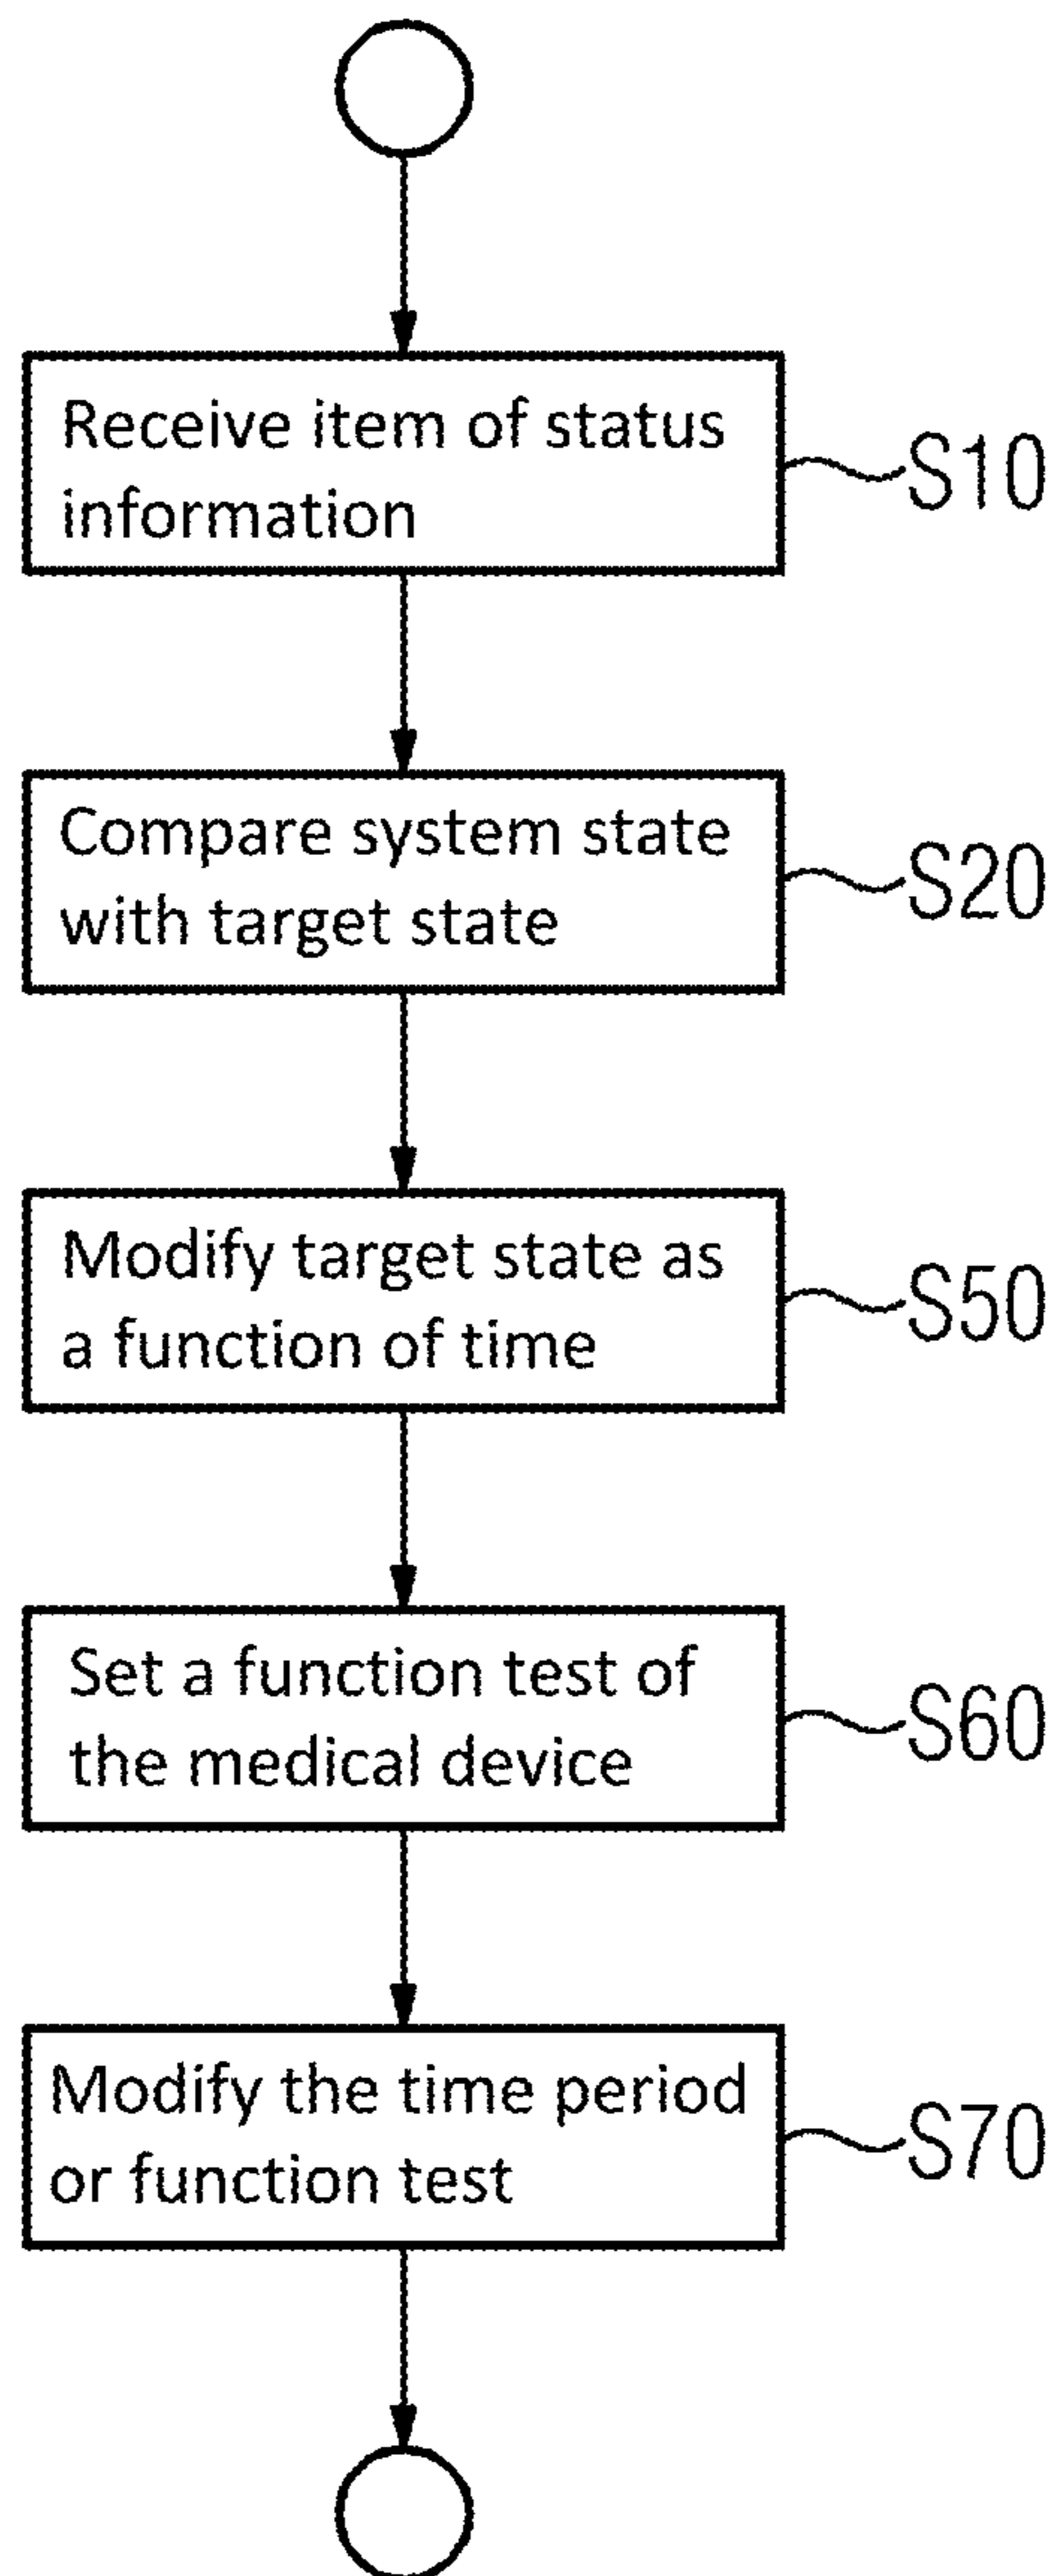 Receive item of status
information
S10
Compare system state
with target state
S20
Modify target state as
a function of time
S50
Set a function test of
the medical device
S60
Modify the time period
or function test
S70